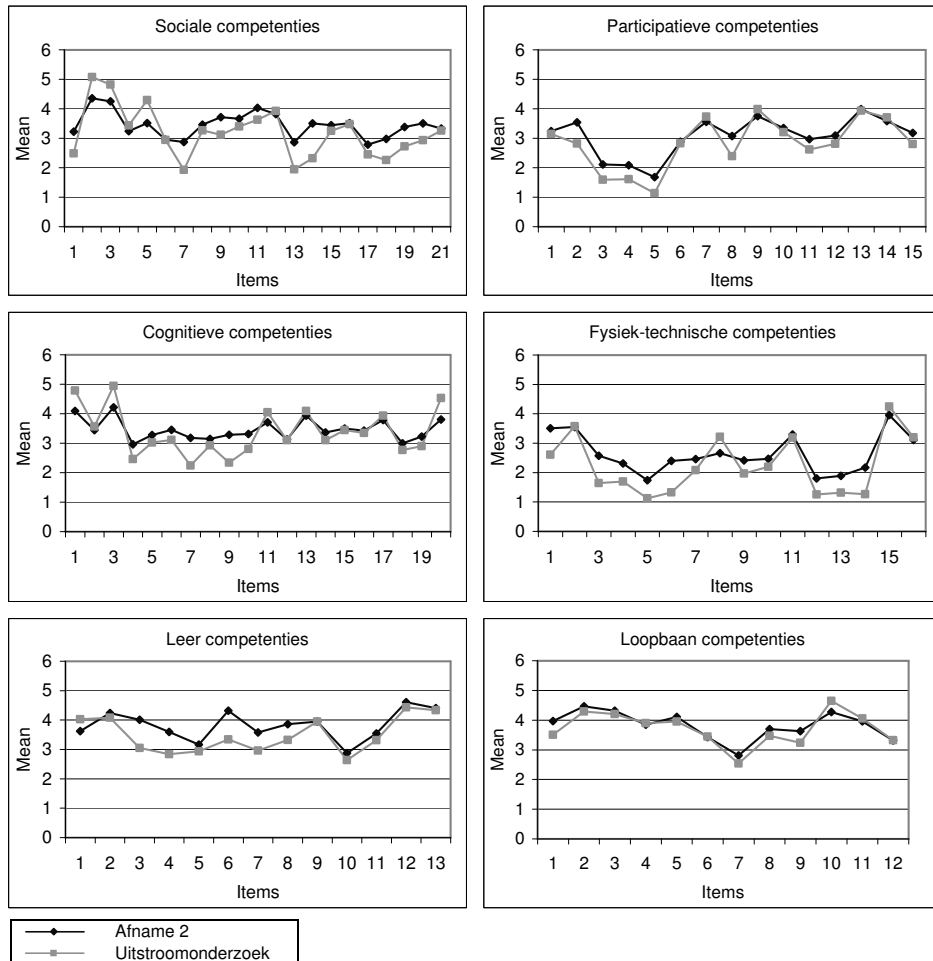 Sociale competenties
6
5
4
3
2
1
0
Mean
1 3 5 7 9 11 13 15 17 19 21
Items
Participatieve competenties
6
5
4
3
2
1
0
Mean
1 2 3 4 5 6 7 8 9 10 12 12 13 14 15
Items
Cognitieve competenties
6
5
4
3
2
1
0
Mean
1 3 5 7 9 11 13 15 17 19
Items
Fysiek-technische competenties
6
5
4
3
2
1
0
Mean
1 3 5 7 9 11 13 15
Items
Leer competenties
6
5
4
3
2
1
0
Mean
1 2 3 4 5 6 7 8 9 10 11 12 13
Items
Loopbaan competenties
6
5
4
3
2
1
0
Mean
1 2 3 4 5 6 7 8 9 10 11 12
Items
Afname 2
Uitstroomonderzoek